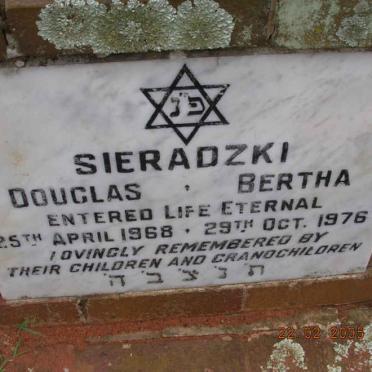 פ״נ
SIERADZKI
DOUGLAS · BERTHA
ENTERED LIFE ETERNAL
25TH APRIL 1968 · 29TH OCT. 1976
LOVINGLY REMEMBERED BY
THEIR CHILDREN AND GRANDCHILDREN
ת׳נ׳צ׳ב׳ה׳
22 02 2005